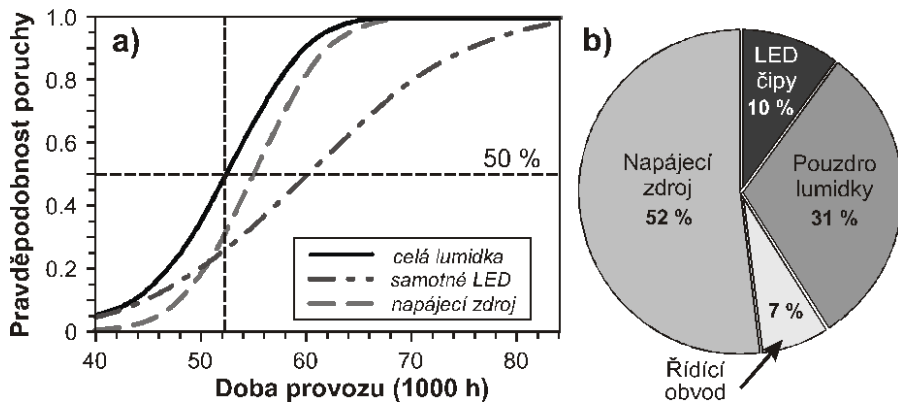 a)
Pravděpodobnost poruchy
1.0
0.8
0.6
0.4
0.2
0
50 %
celá lumidka
samotné LED
napájecí zdroj
40
50
60
70
80
Doba provozu (1000 h)
b)
LED
čipy
10 %
Pouzdro
lumidky
31 %
Napájecí
zdroj
52 %
7 %
Řídící
obvod